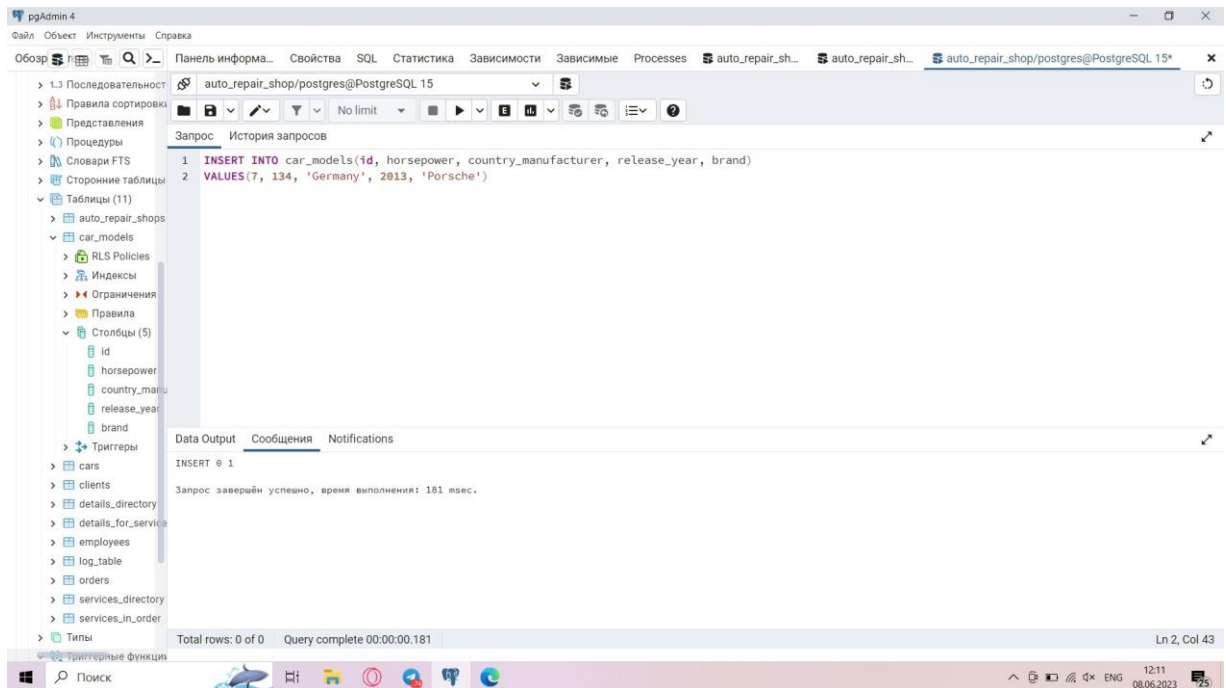 pgAdmin 4
Файл Объект Инструменты Справка
Обозр
Панель информа... Свойства SQL Статистика Зависимости Зависимые Processes auto_repair_sh... auto_repair_sh... auto_repair_shop/postgres@PostgreSQL 15*
auto_repair_shop/postgres@PostgreSQL 15
No limit
Запрос История запросов
1 INSERT INTO car_models(id, horsepower, country_manufacturer, release_year, brand)
2 VALUES(7, 134, 'Germany', 2013, 'Porsche')
1..3 Последовательност
Правила сортировки
Представления
Процедуры
Словари FTS
Сторонние таблицы
Таблицы (11)
auto_repair_shops
car_models
RLS Policies
Индексы
Ограничения
Правила
Столбцы (5)
id
horsepower
country_manu
release_year
brand
Триггеры
cars
clients
details_directory
details_for_service
employees
log_table
orders
services_directory
services_in_order
Типы
Триггерные функции
Data Output Сообщения Notifications
INSERT 0 1
Запрос завершён успешно, время выполнения: 181 msec.
Total rows: 0 of 0 Query complete 00:00:00.181 Ln 2, Col 43
Поиск
ENG
12:11
08.06.2023
25